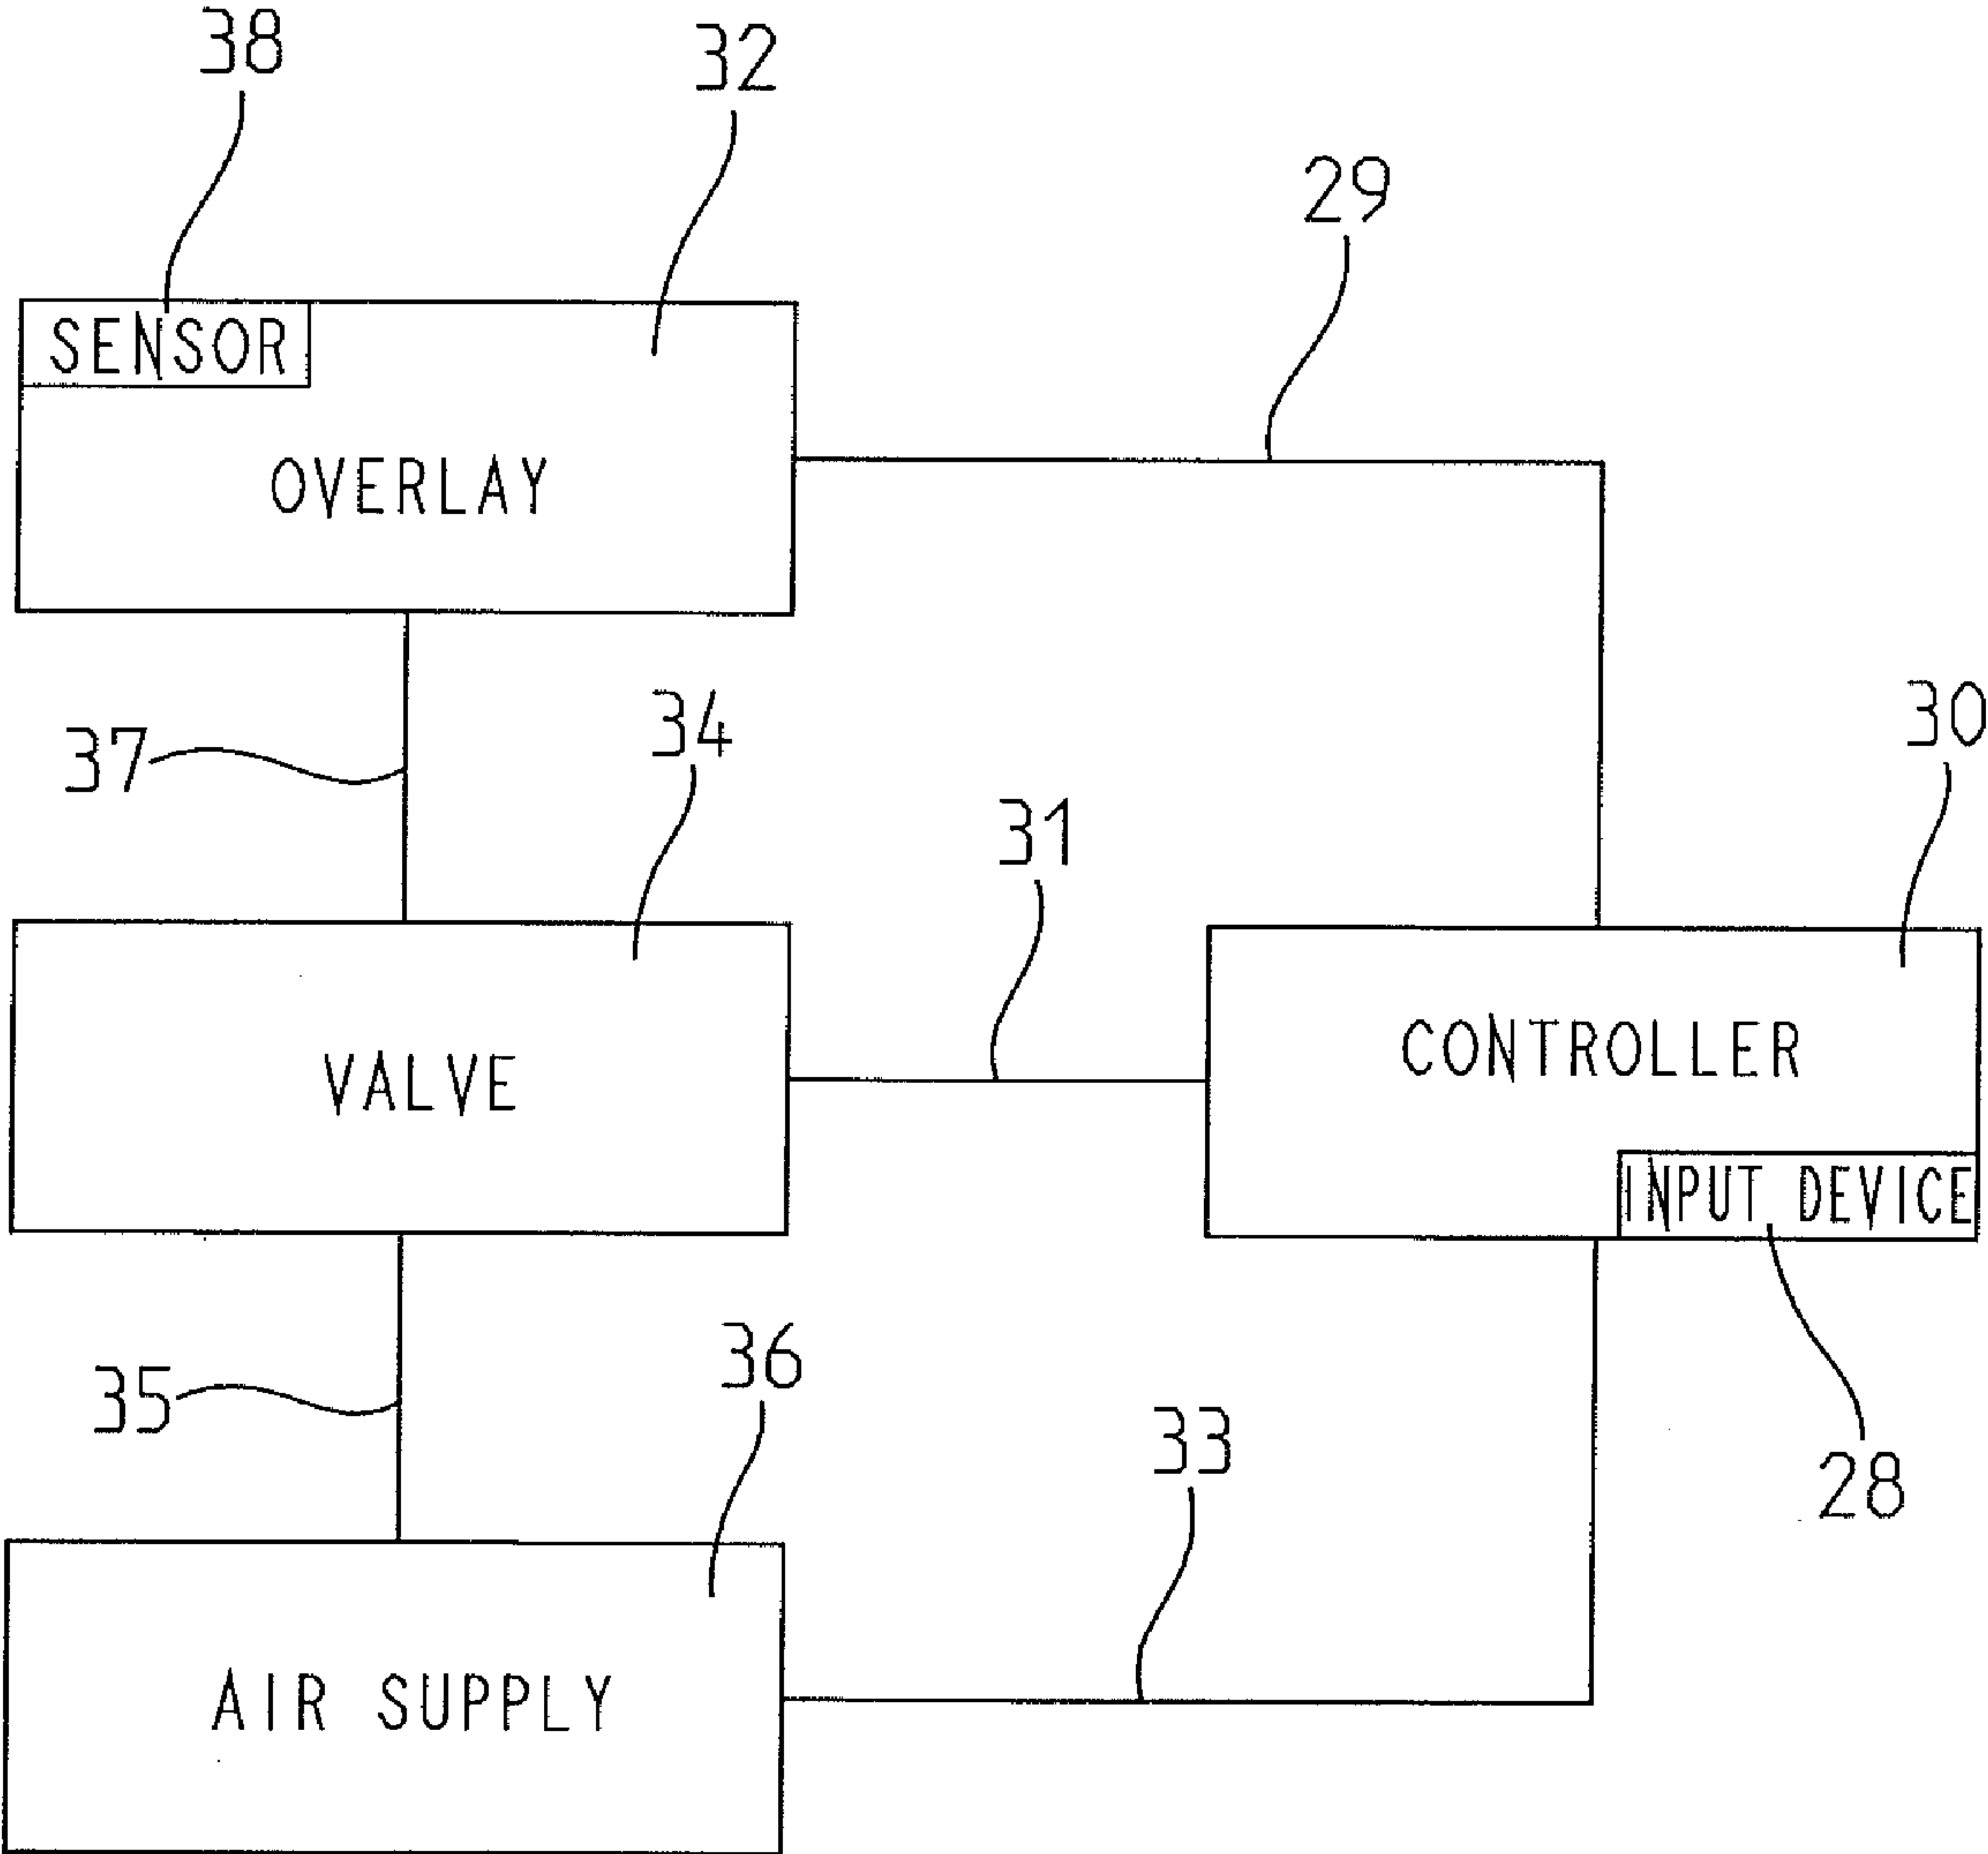 38
32
29
SENSOR
OVERLAY
37
34
30
31
CONTROLLER
VALVE
INPUT DEVICE
35
36
33
28
AIR SUPPLY